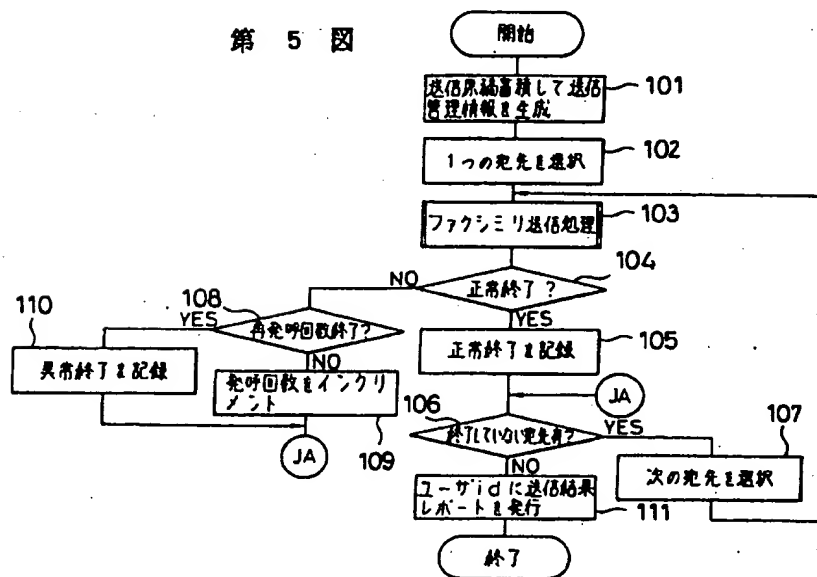 第 5 図
開始
送信原稿蓄積して送信
管理情報を生成
101
1つの宛先を選択
102
ファクシミリ送信処理
103
正常終了?
104
NO
YES
108
再発呼回数終了?
YES
NO
110
異常終了を記録
発呼回数をインクリ
メント
109
JA
正常終了を記録
105
JA
106
終了していない宛先有?
YES
NO
107
次の宛先を選択
ユーザidに送信結果
レポートを発行
111
終了